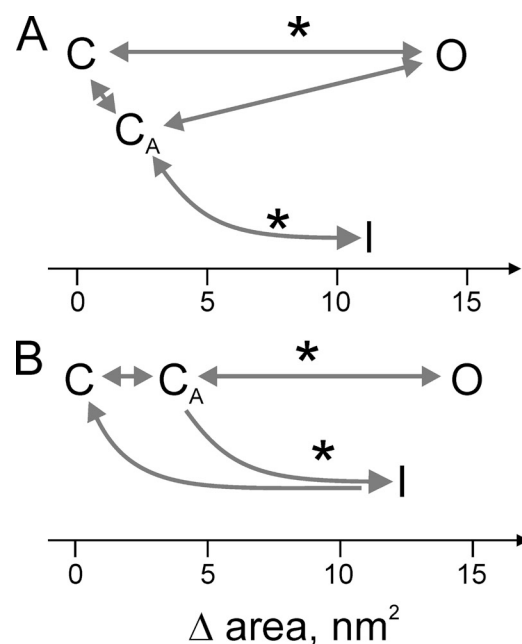 A
C * O
C_A
* I
0 5 10 15
B
C C_A * O
* I
0 5 10 15
Δ area, nm²